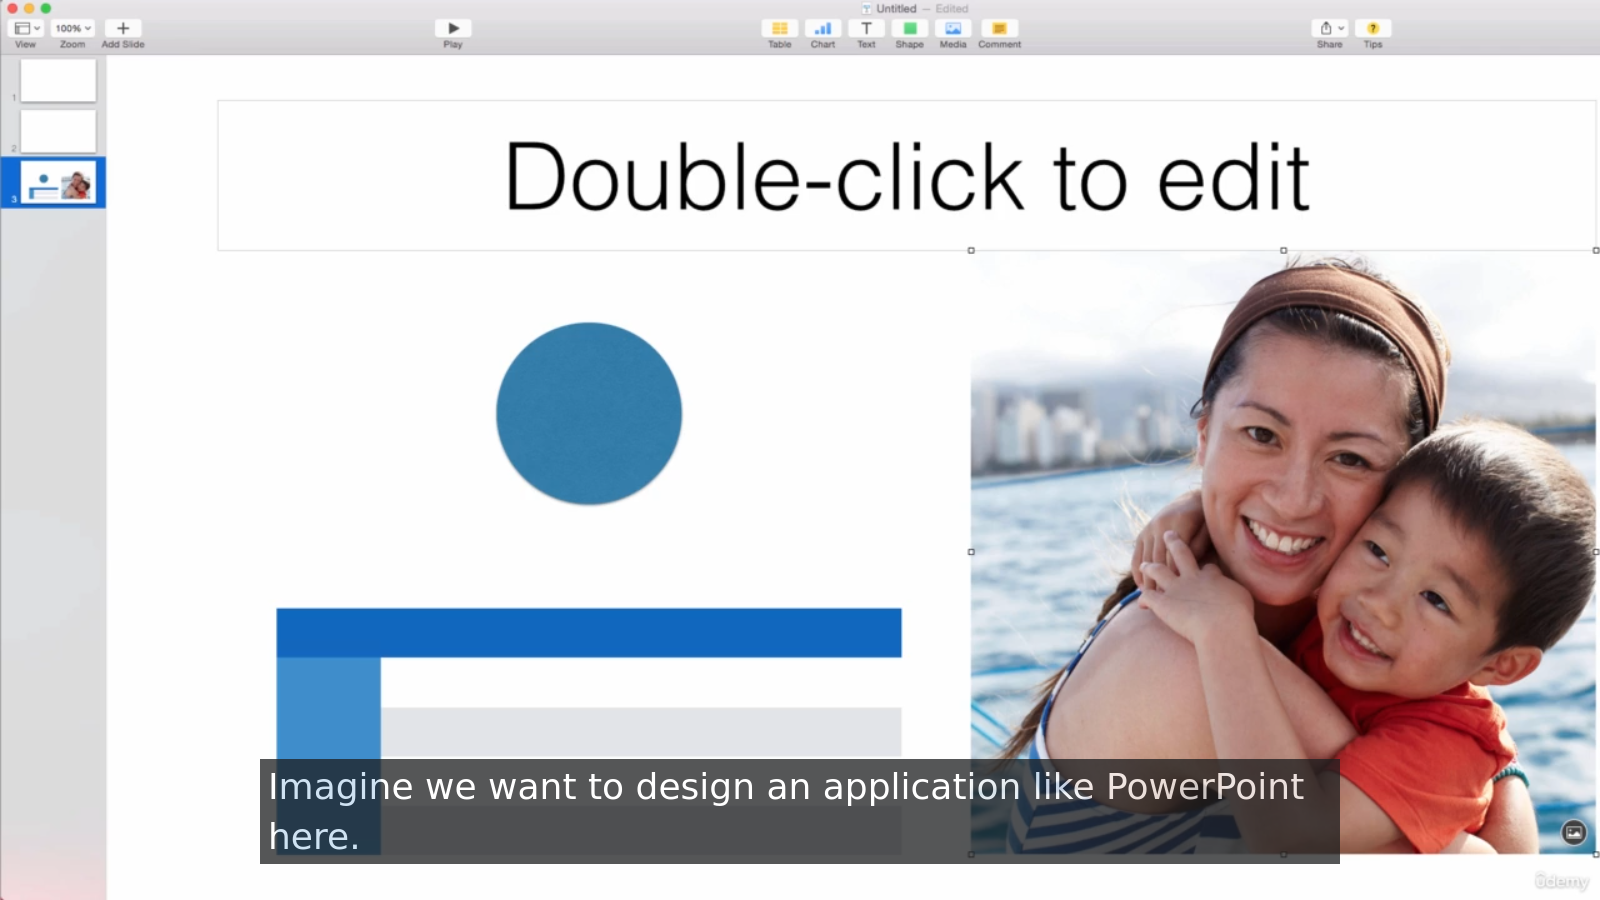 Untitled — Edited
View
100%
Zoom
Add Slide
Play
Table
Chart
Text
Shape
Media
Comment
Share
Tips
1
2
3
Double-click to edit
Imagine we want to design an application like PowerPoint
here.
ûdemy